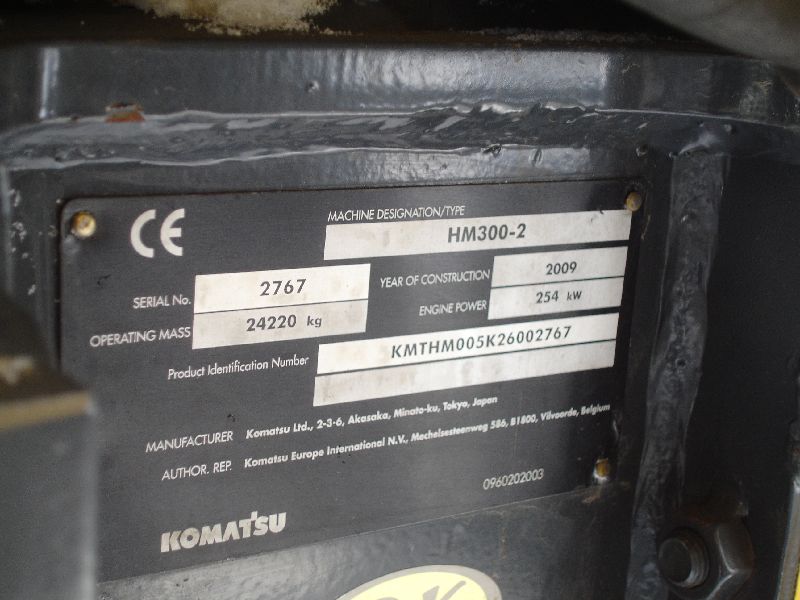 CE
MACHINE DESIGNATION/TYPE
HM300-2
SERIAL No. 2767 YEAR OF CONSTRUCTION 2009
OPERATING MASS 24220 kg ENGINE POWER 254 kW
Product Identification Number KMTHM005K26002767
MANUFACTURER Komatsu Ltd., 2-3-6, Akasaka, Minato-ku, Tokyo, Japan
AUTHOR. REP. Komatsu Europe International N.V., Mechelsesteenweg 586, B1800, Vilvoorde, Belgium
0960202003
KOMATSU